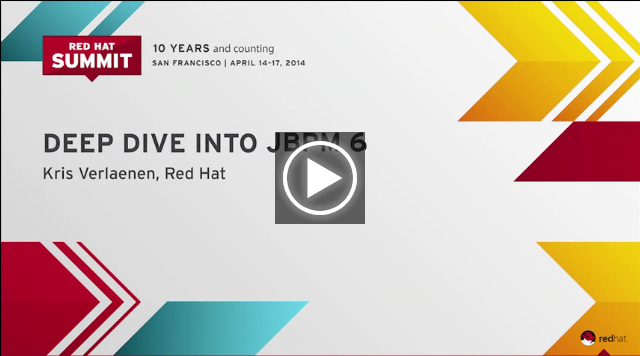 RED HAT
SUMMIT
10 YEARS and counting
SAN FRANCISCO | APRIL 14-17, 2014
DEEP DIVE INTO JBPM 6
Kris Verlaenen, Red Hat
redhat.